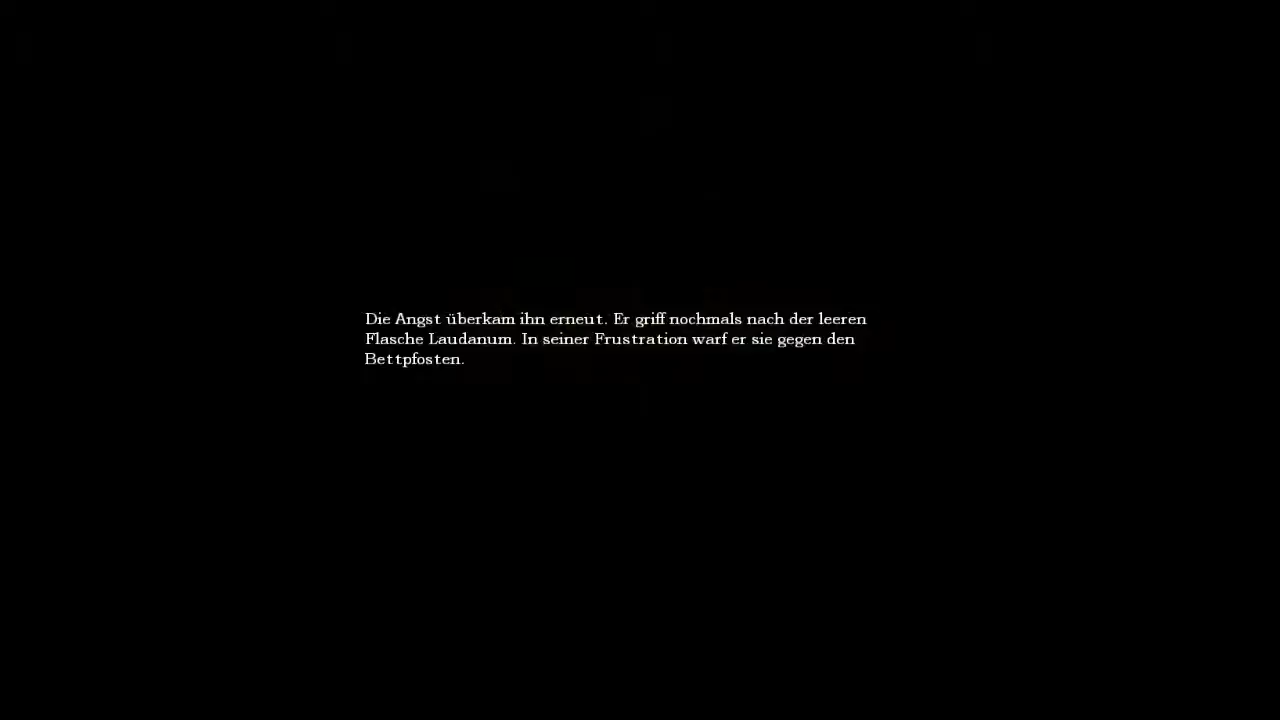 Die Angst überkam ihn erneut. Er griff nochmals nach der leeren
Flasche Laudanum. In seiner Frustration warf er sie gegen den
Bettpfosten.